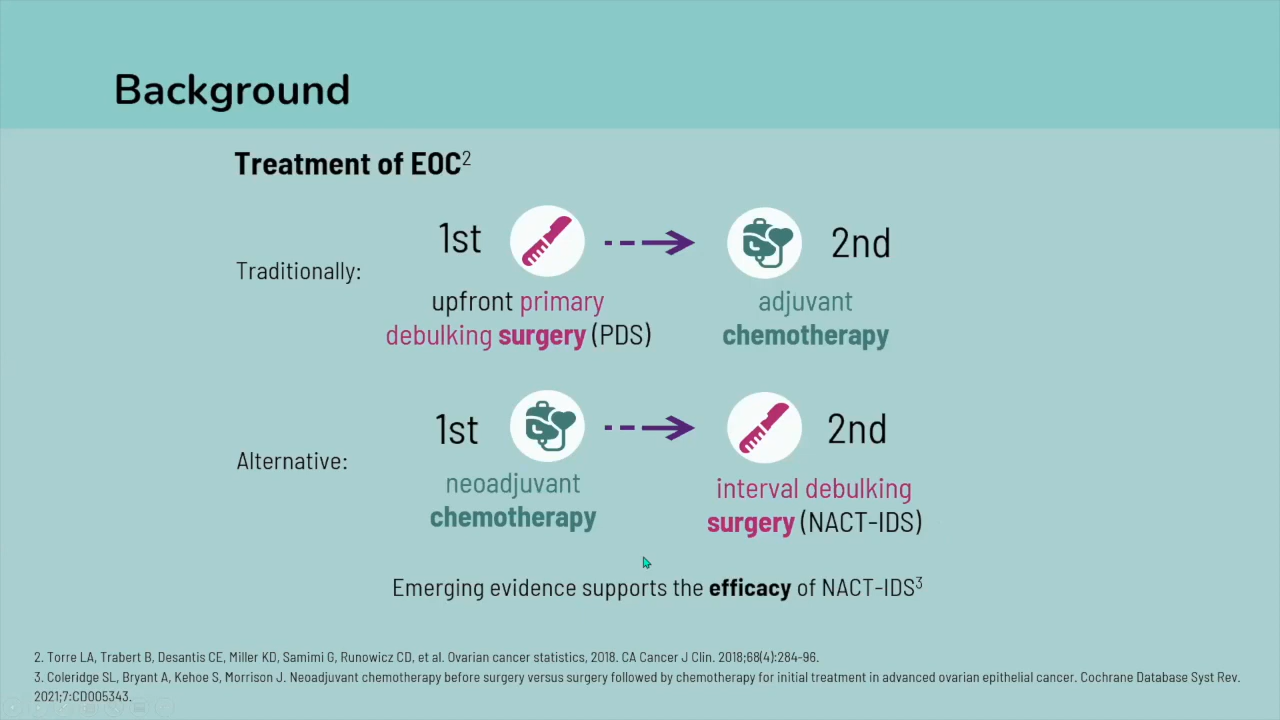 Background
Treatment of EOC2
Traditionally:
1st
2nd
upfront primary
debulking surgery (PDS)
adjuvant
chemotherapy
Alternative:
1st
2nd
neoadjuvant
chemotherapy
interval debulking
surgery (NACT-IDS)
Emerging evidence supports the efficacy of NACT-IDS3
2. Torre LA, Trabert B, Desantis CE, Miller KD, Samimi G, Runowicz CD, et al. Ovarian cancer statistics, 2018. CA Cancer J Clin. 2018;68(4):284-96.
3. Coleridge SL, Bryant A, Kehoe S, Morrison J. Neoadjuvant chemotherapy before surgery versus surgery followed by chemotherapy for initial treatment in advanced ovarian epithelial cancer. Cochrane Database Syst Rev.
2021;7:CD005343.